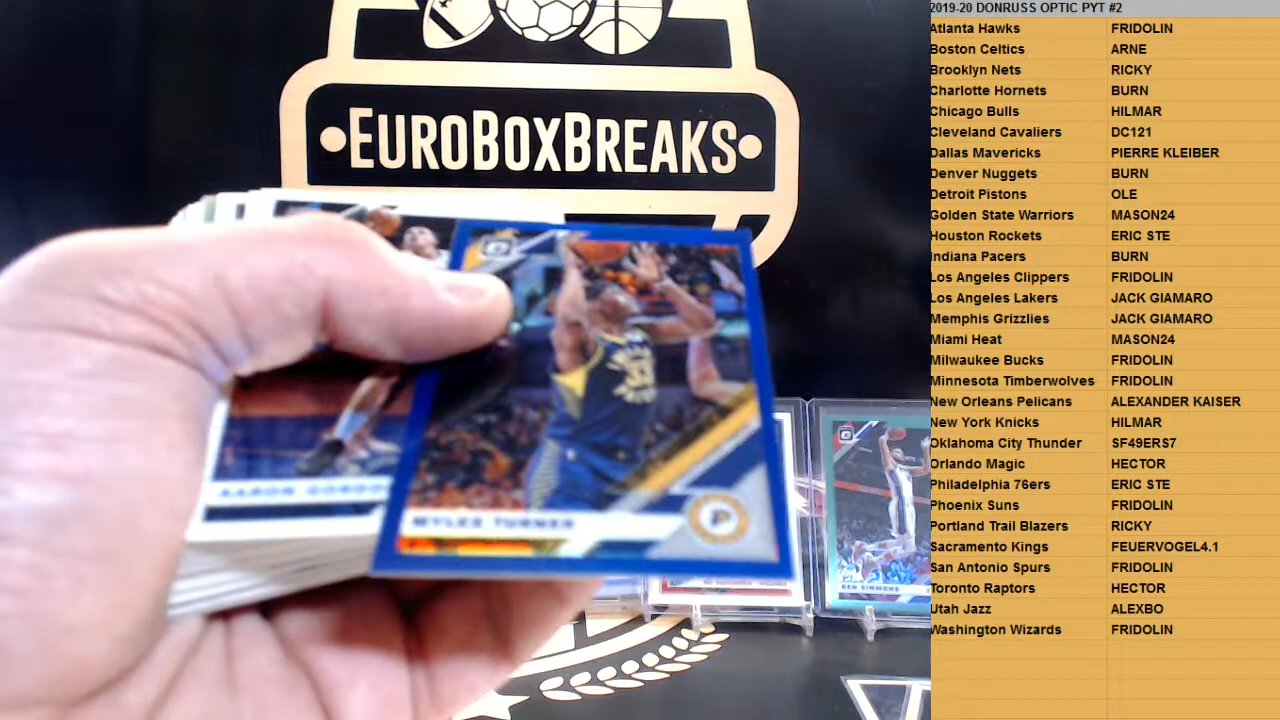 EUROBOXBREAKS
AARON GORDO
MYLES TURNER
BEN SIMMONS
2019-20 DONRUSS OPTIC PYT #2
Atlanta Hawks FRIDOLIN
Boston Celtics ARNE
Brooklyn Nets RICKY
Charlotte Hornets BURN
Chicago Bulls HILMAR
Cleveland Cavaliers DC121
Dallas Mavericks PIERRE KLEIBER
Denver Nuggets BURN
Detroit Pistons OLE
Golden State Warriors MASON24
Houston Rockets ERIC STE
Indiana Pacers BURN
Los Angeles Clippers FRIDOLIN
Los Angeles Lakers JACK GIAMARO
Memphis Grizzlies JACK GIAMARO
Miami Heat MASON24
Milwaukee Bucks FRIDOLIN
Minnesota Timberwolves FRIDOLIN
New Orleans Pelicans ALEXANDER KAISER
New York Knicks HILMAR
Oklahoma City Thunder SF49ERS7
Orlando Magic HECTOR
Philadelphia 76ers ERIC STE
Phoenix Suns FRIDOLIN
Portland Trail Blazers RICKY
Sacramento Kings FEUERVOGEL4.1
San Antonio Spurs FRIDOLIN
Toronto Raptors HECTOR
Utah Jazz ALEXBO
Washington Wizards FRIDOLIN